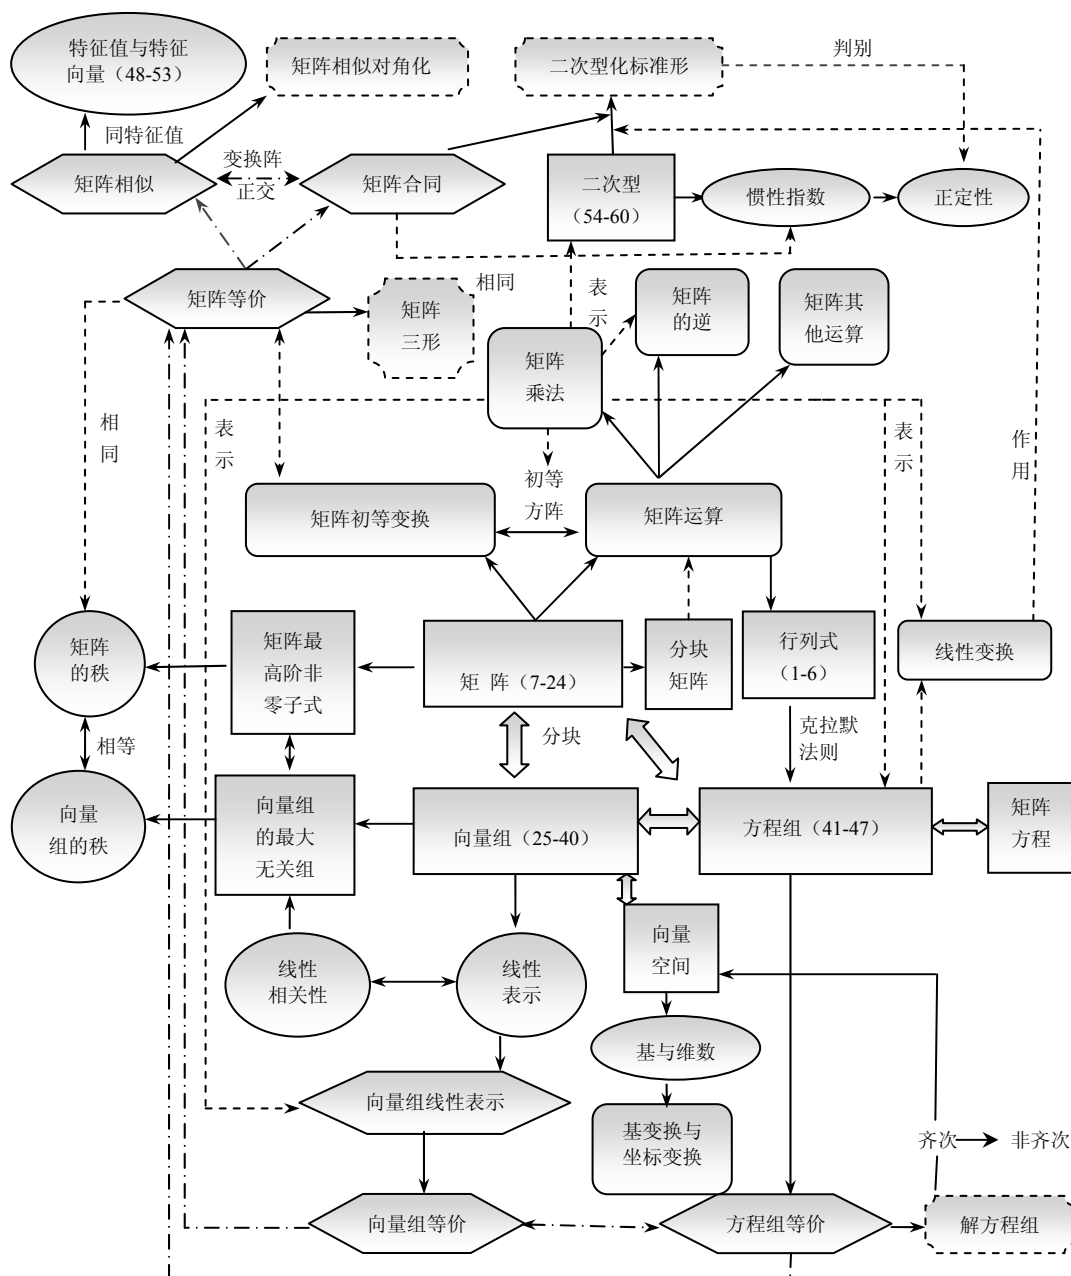 特征值与特征
向量（48-53）
矩阵相似对角化
二次型化标准形
判别
同特征值
矩阵相似
变换阵
正交
矩阵合同
二次型
（54-60）
惯性指数
正定性
矩阵等价
矩阵
三形
相同
表
示
矩阵
的逆
矩阵其
他运算
矩阵
乘法
相
同
表
示
表
示
作
用
初等
方阵
矩阵初等变换
矩阵运算
矩阵
的秩
矩阵最
高阶非
零子式
矩 阵（7-24）
分块
矩阵
行列式
（1-6）
线性变换
相等
分块
克拉默
法则
向量
组的秩
向量组
的最大
无关组
向量组（25-40）
方程组（41-47）
矩阵
方程
线性
相关性
线性
表示
向量
空间
基与维数
向量组线性表示
基变换与
坐标变换
齐次
非齐次
向量组等价
方程组等价
解方程组